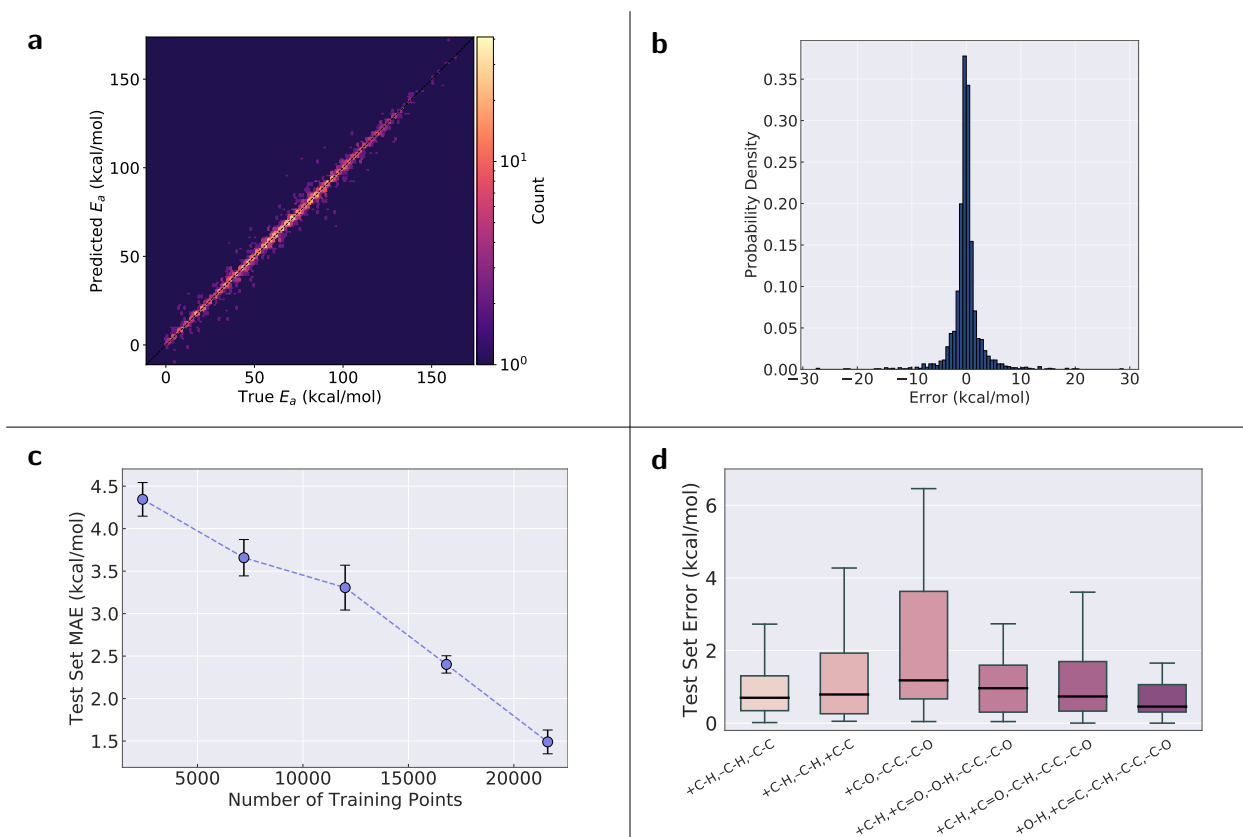 a
150
100
50
0
0
50
100
150
True E_a (kcal/mol)
Predicted E_a (kcal/mol)
10^1
10^0
Count
b
0.35
0.30
0.25
0.20
0.15
0.10
0.05
0.00
−30
−20
−10
0
10
20
30
Error (kcal/mol)
Probability Density
c
4.5
4.0
3.5
3.0
2.5
2.0
1.5
5000
10000
15000
20000
Number of Training Points
Test Set MAE (kcal/mol)
d
6
4
2
0
Test Set Error (kcal/mol)
+C-H,−C-H,−C-C
+C-H,−C-H,+C-C
+C-O,−C-C,−C-O
+C-H,+C=O,−O-H,−C-C,−C-O
+C-H,+C=O,−C-H,−C-C,−C-O
+O-H,+C=C,−C-H,−C-C,−C-O